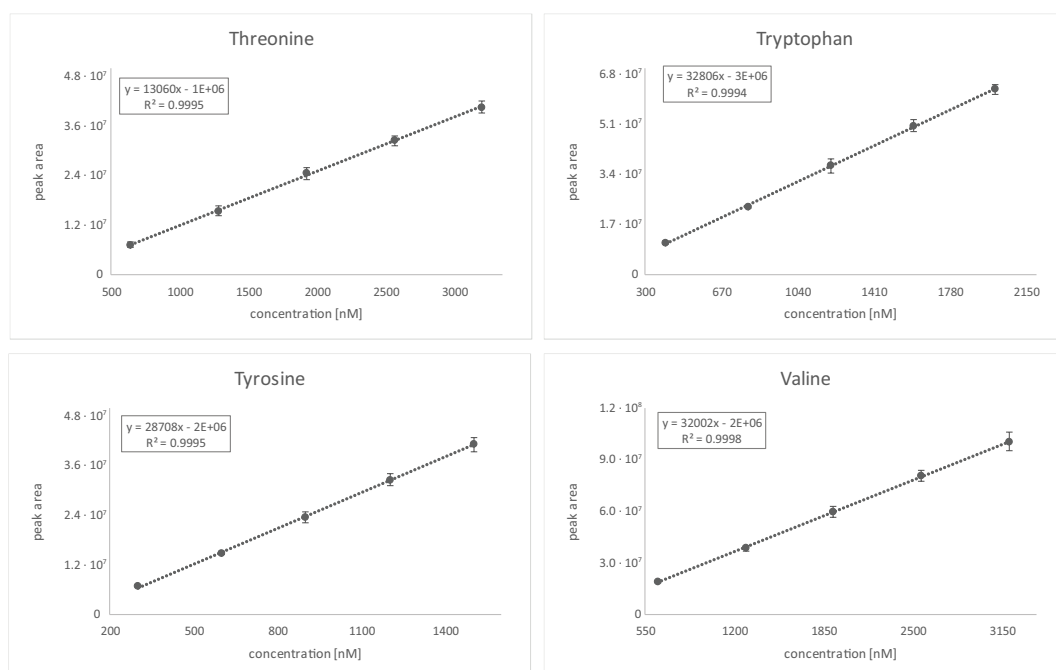 Threonine
y = 13060x - 1E+06
R² = 0.9995
4.8 · 10⁷
3.6 · 10⁷
2.4 · 10⁷
1.2 · 10⁷
0
peak area
500 1000 1500 2000 2500 3000
concentration [nM]
Tryptophan
y = 32806x - 3E+06
R² = 0.9994
6.8 · 10⁷
5.1 · 10⁷
3.4 · 10⁷
1.7 · 10⁷
0
peak area
300 670 1040 1410 1780 2150
concentration [nM]
Tyrosine
y = 28708x - 2E+06
R² = 0.9995
4.8 · 10⁷
3.6 · 10⁷
2.4 · 10⁷
1.2 · 10⁷
0
peak area
200 500 800 1100 1400
concentration [nM]
Valine
y = 32002x - 2E+06
R² = 0.9998
1.2 · 10⁸
9.0 · 10⁷
6.0 · 10⁷
3.0 · 10⁷
0
peak area
550 1200 1850 2500 3150
concentration [nM]